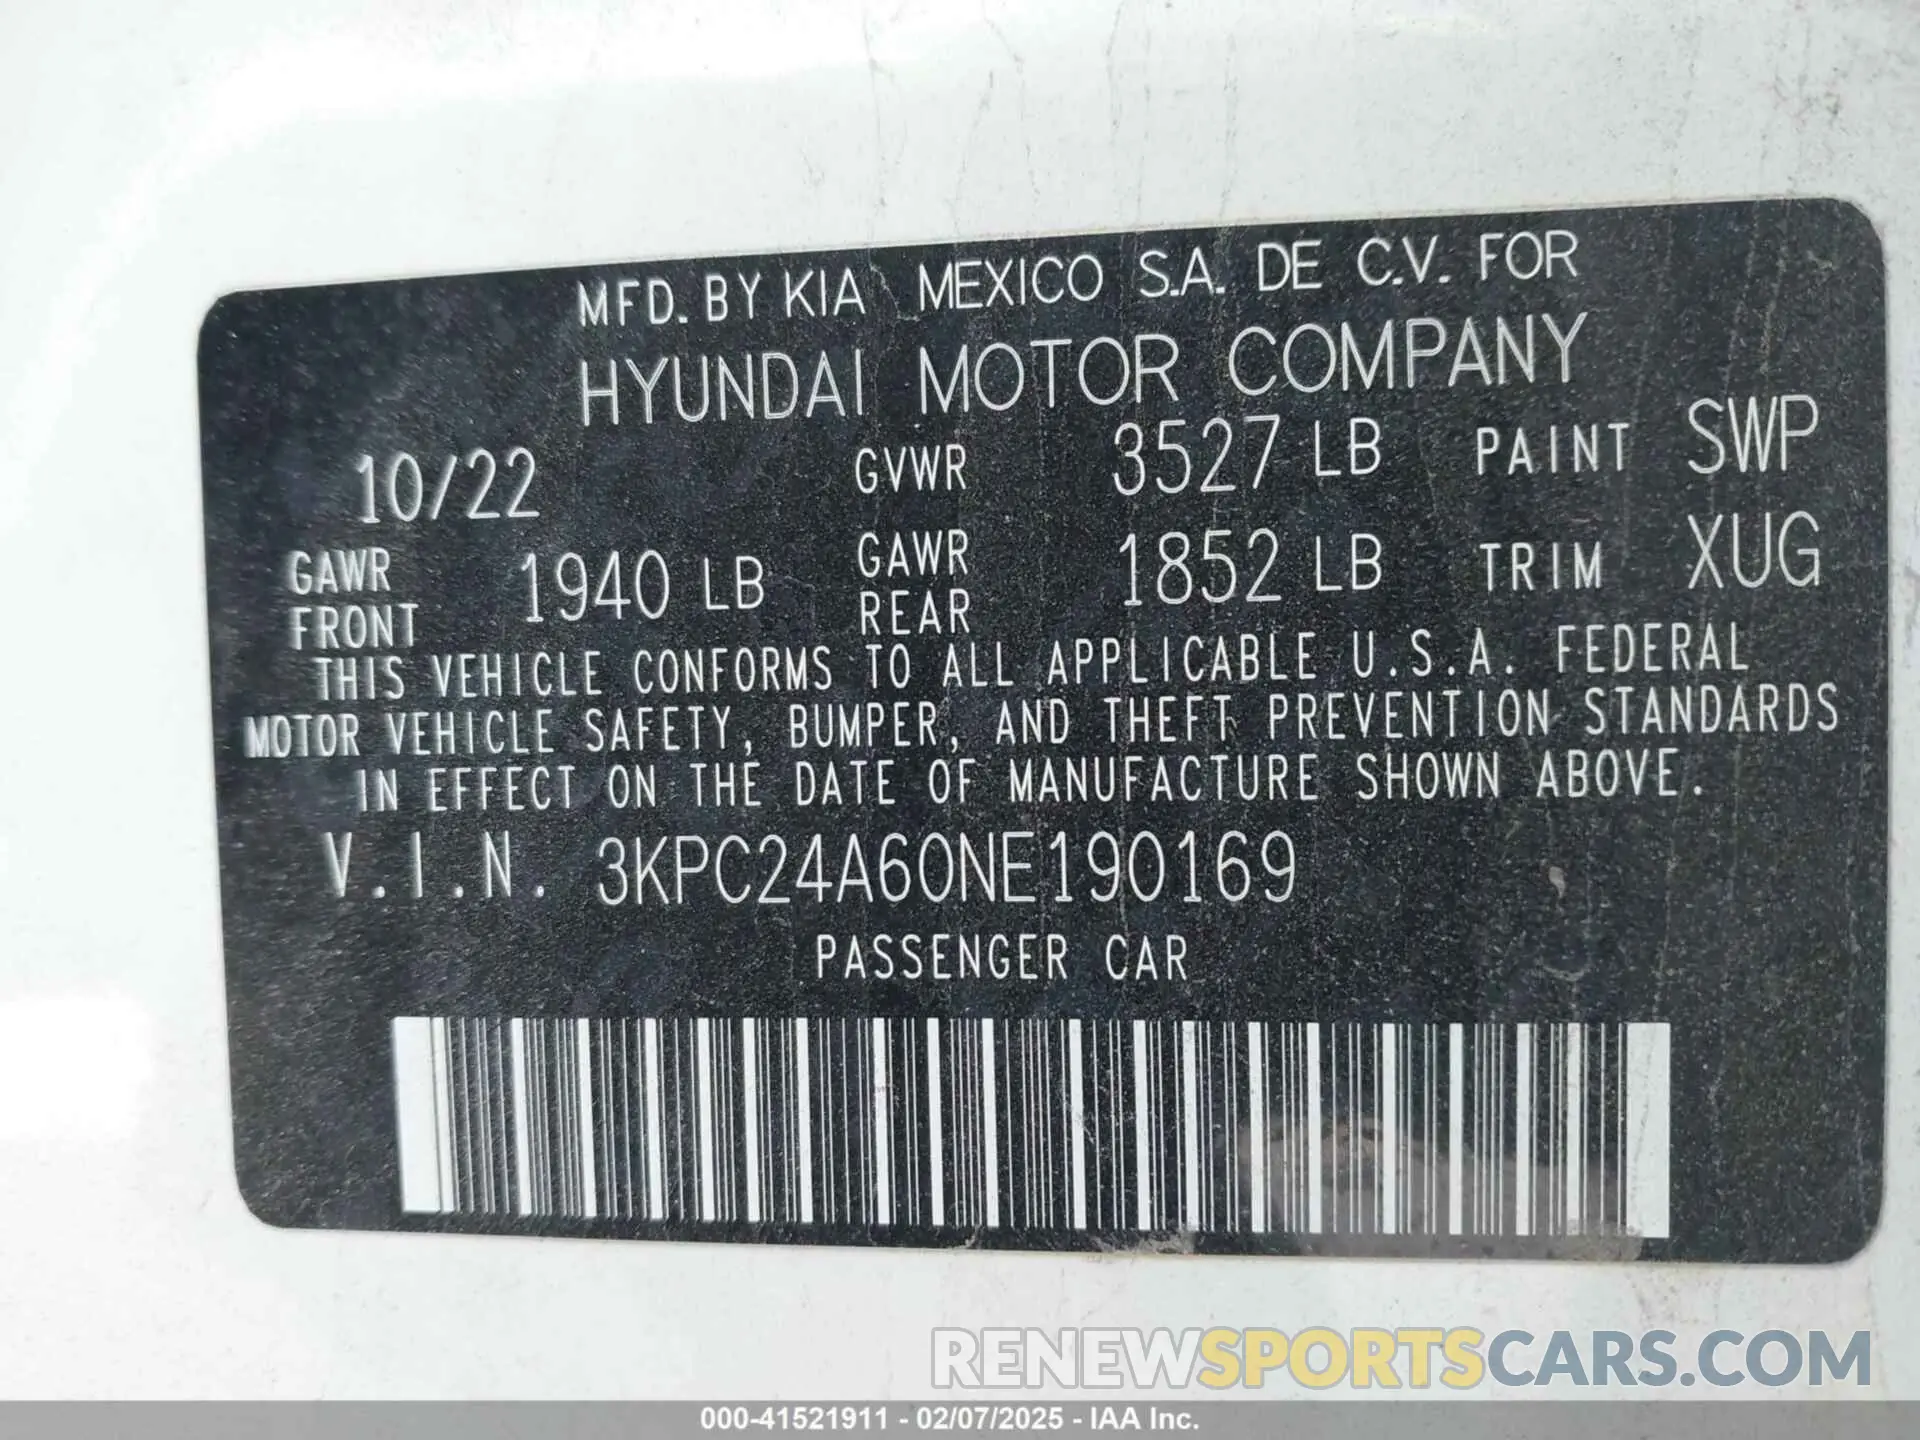 MFD. BY KIA MEXICO S.A. DE C.V. FOR
HYUNDAI MOTOR COMPANY
10/22 GVWR 3527 LB PAINT SWP
GAWR FRONT 1940 LB GAWR REAR 1852 LB TRIM XUG
THIS VEHICLE CONFORMS TO ALL APPLICABLE U.S.A. FEDERAL
MOTOR VEHICLE SAFETY, BUMPER, AND THEFT PREVENTION STANDARDS
IN EFFECT ON THE DATE OF MANUFACTURE SHOWN ABOVE.
V.I.N. 3KPC24A60NE190169
PASSENGER CAR
RENEWSPORTSCARS.COM
000-41521911 - 02/07/2025 - IAA Inc.